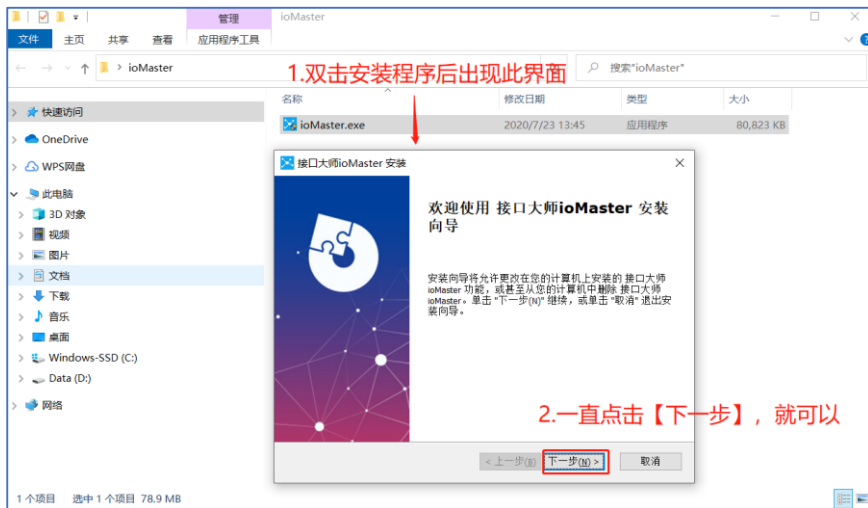 管理
ioMaster
文件
主页
共享
查看
应用程序工具
ioMaster
搜索"ioMaster"
1.双击安装程序后出现此界面
名称
修改日期
类型
大小
ioMaster.exe
2020/7/23 13:45
应用程序
80,823 KB
快速访问
OneDrive
WPS网盘
此电脑
3D 对象
视频
图片
文档
下载
音乐
桌面
Windows-SSD (C:)
Data (D:)
网络
接口大师ioMaster 安装
欢迎使用 接口大师ioMaster 安装
向导
安装向导将允许更改在您的计算机上安装的 接口大师
ioMaster 功能，或甚至从您的计算机中删除 接口大师
ioMaster。单击 "下一步(N)" 继续，或单击 "取消" 退出安
装向导。
2.一直点击【下一步】，就可以
< 上一步(B)
下一步(N) >
取消
1 个项目
选中 1 个项目 78.9 MB